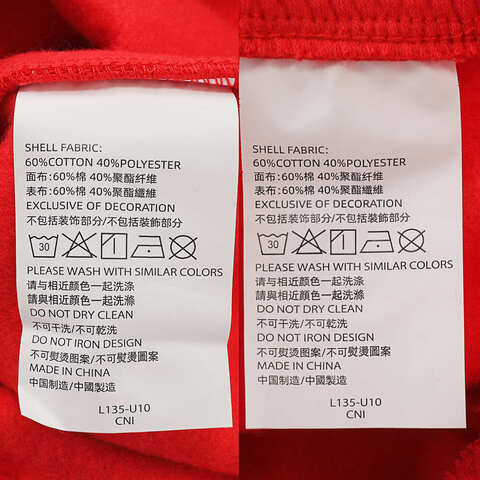 SHELL FABRIC:
60%COTTON 40%POLYESTER
面布:60%棉 40%聚酯纤维
表布:60%棉 40%聚酯纖維
EXCLUSIVE OF DECORATION
不包括装饰部分/不包括裝飾部分
30
PLEASE WASH WITH SIMILAR COLORS
请与相近颜色一起洗涤
請與相近顏色一起洗滌
DO NOT DRY CLEAN
不可干洗/不可乾洗
DO NOT IRON DESIGN
不可熨烫图案/不可熨燙圖案
MADE IN CHINA
中国制造/中國製造
L135-U10
CNI
SHELL FABRIC:
60%COTTON 40%POLYESTER
面布:60%棉 40%聚酯纤维
表布:60%棉 40%聚酯纖維
EXCLUSIVE OF DECORATION
不包括装饰部分/不包括裝飾部分
30
PLEASE WASH WITH SIMILAR COLORS
请与相近颜色一起洗涤
請與相近顏色一起洗滌
DO NOT DRY CLEAN
不可干洗/不可乾洗
DO NOT IRON DESIGN
不可熨烫图案/不可熨燙圖案
MADE IN CHINA
中国制造/中國製造
L135-U10
CNI